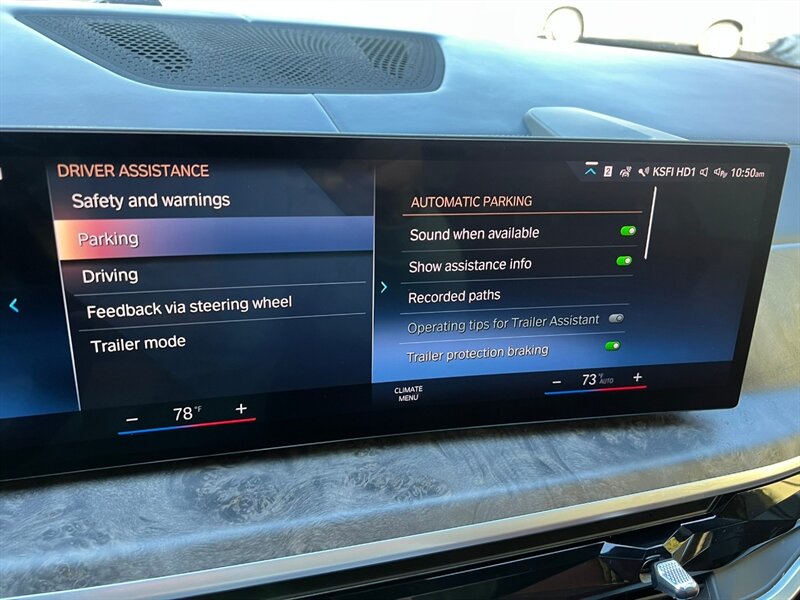 DRIVER ASSISTANCE
Safety and warnings
Parking
Driving
Feedback via steering wheel
Trailer mode
2 KSFI HD1 10:50am
AUTOMATIC PARKING
Sound when available
Show assistance info
Recorded paths
Operating tips for Trailer Assistant
Trailer protection braking
− 78°F +
CLIMATE
MENU
− 73°F AUTO +